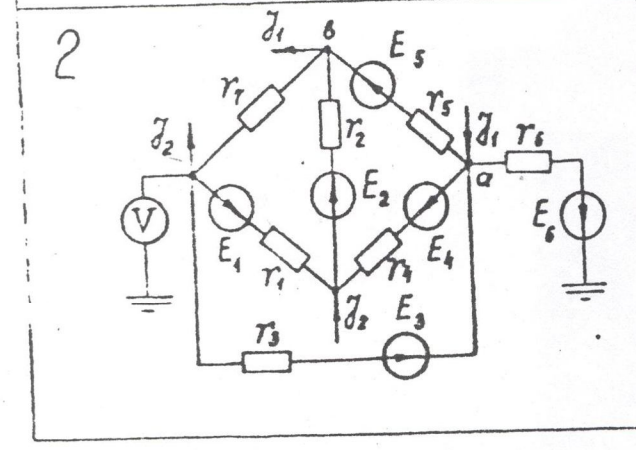 2
J₁ в E₅
r₇ r₂ r₅ J₁ r₆
J₂ a
V E₁ E₂ E₄ E₆
r₁ r₄
J₂ E₃
r₃